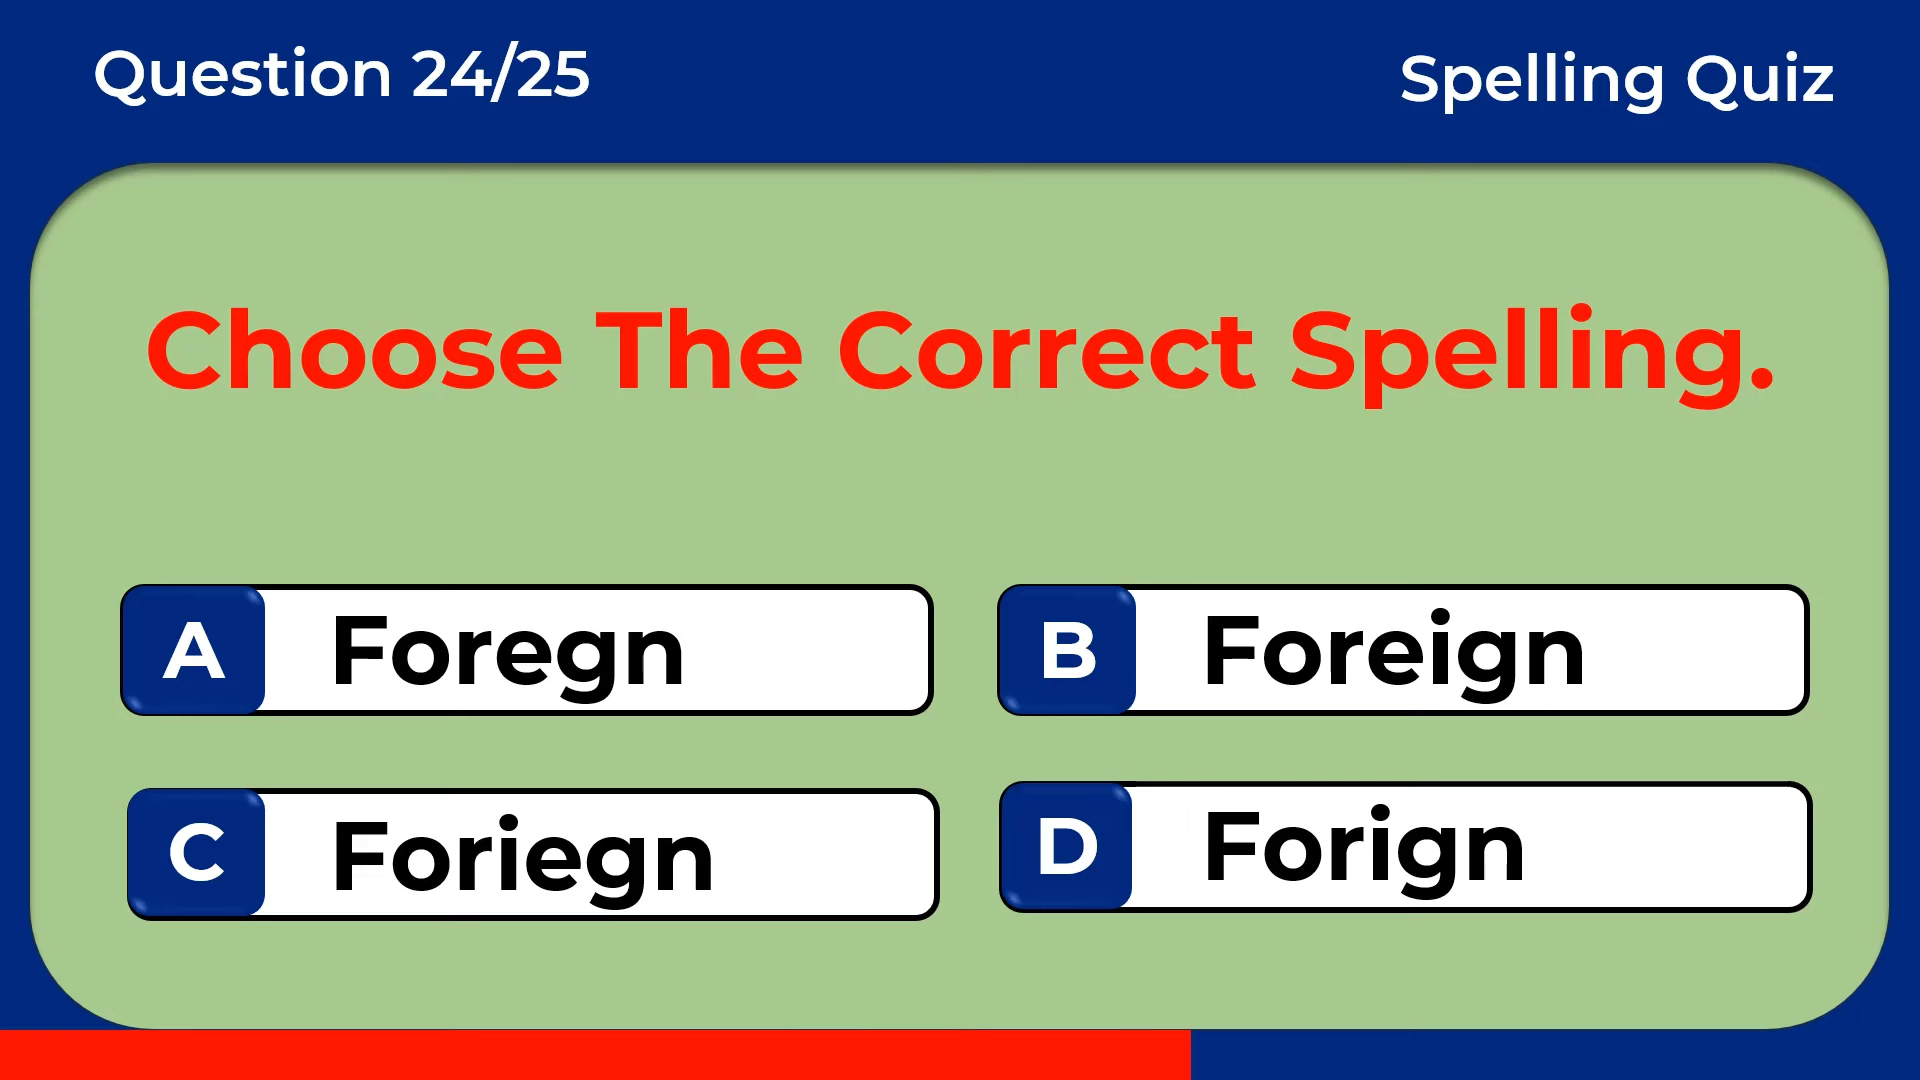 Question 24/25
Spelling Quiz
Choose The Correct Spelling.
A Foregn
B Foreign
C Foriegn
D Forign